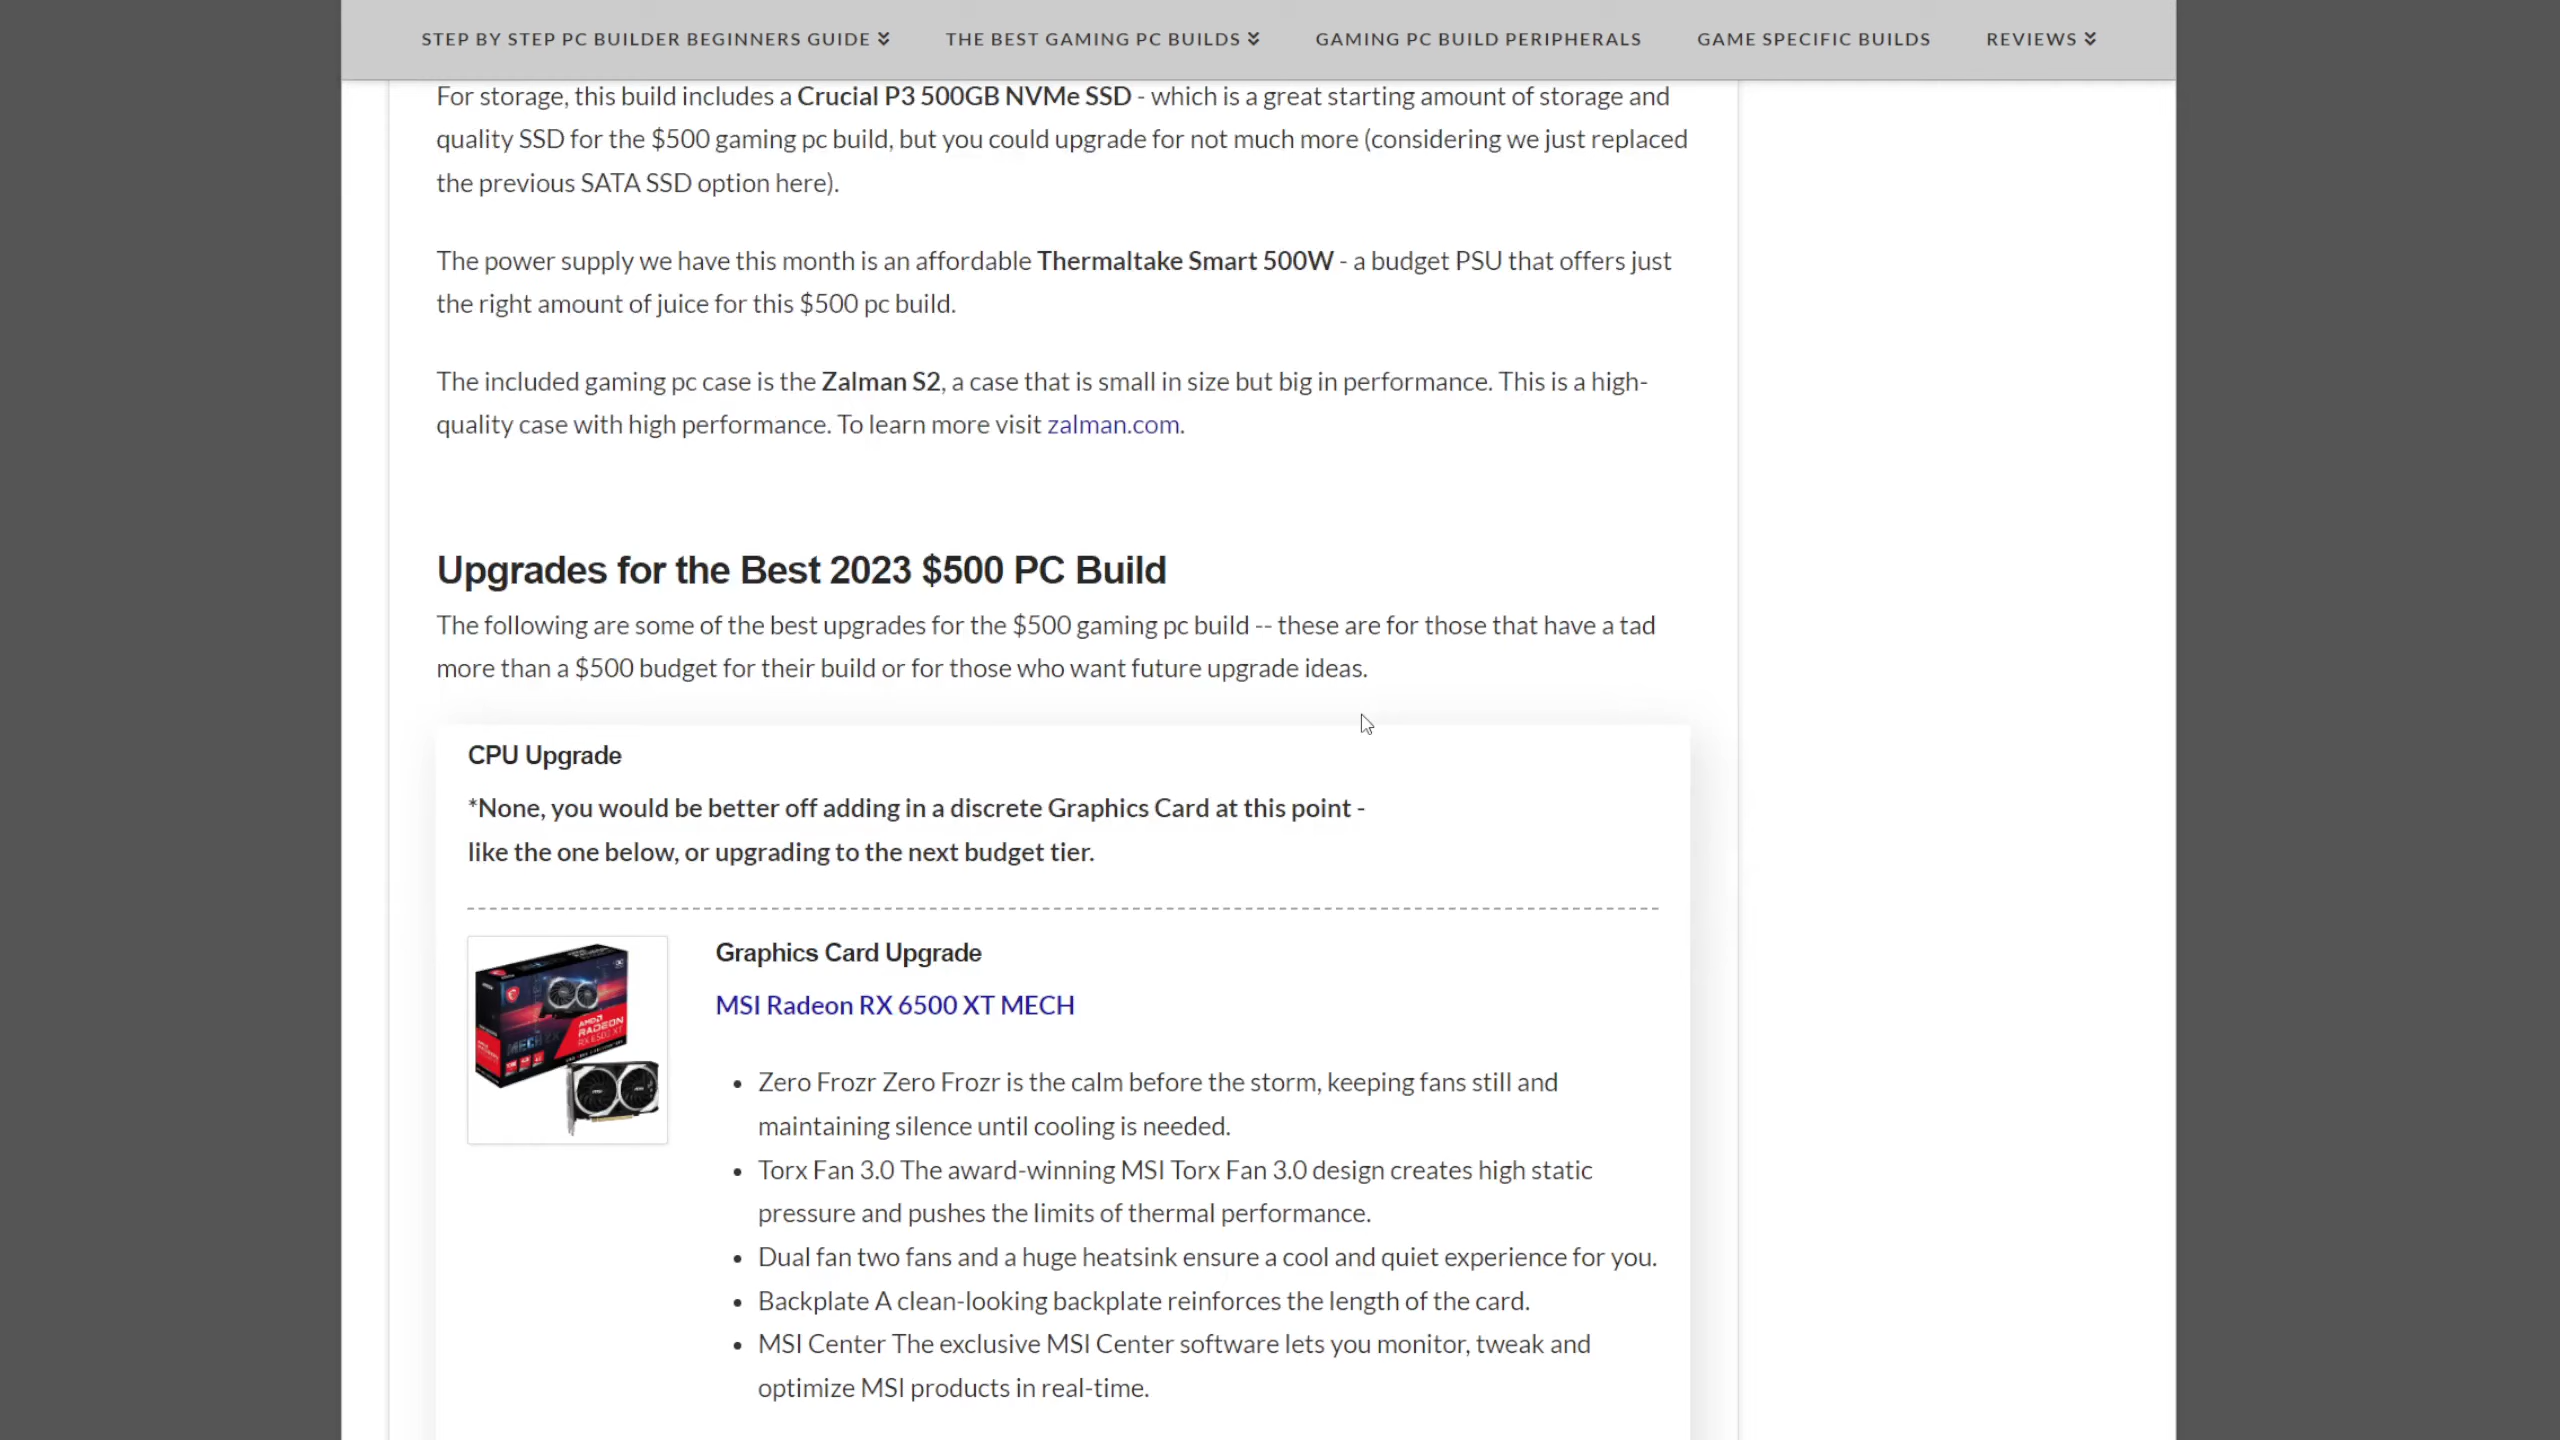 STEP BY STEP PC BUILDER BEGINNERS GUIDE
THE BEST GAMING PC BUILDS
GAMING PC BUILD PERIPHERALS
GAME SPECIFIC BUILDS
REVIEWS
For storage, this build includes a Crucial P3 500GB NVMe SSD - which is a great starting amount of storage and
quality SSD for the $500 gaming pc build, but you could upgrade for not much more (considering we just replaced
the previous SATA SSD option here).
The power supply we have this month is an affordable Thermaltake Smart 500W - a budget PSU that offers just
the right amount of juice for this $500 pc build.
The included gaming pc case is the Zalman S2, a case that is small in size but big in performance. This is a high-
quality case with high performance. To learn more visit zalman.com.
Upgrades for the Best 2023 $500 PC Build
The following are some of the best upgrades for the $500 gaming pc build -- these are for those that have a tad
more than a $500 budget for their build or for those who want future upgrade ideas.
CPU Upgrade
*None, you would be better off adding in a discrete Graphics Card at this point -
like the one below, or upgrading to the next budget tier.
AMD
RADEON
RX 6500 XT
MECH
Graphics Card Upgrade
MSI Radeon RX 6500 XT MECH
• Zero Frozr Zero Frozr is the calm before the storm, keeping fans still and
maintaining silence until cooling is needed.
• Torx Fan 3.0 The award-winning MSI Torx Fan 3.0 design creates high static
pressure and pushes the limits of thermal performance.
• Dual fan two fans and a huge heatsink ensure a cool and quiet experience for you.
• Backplate A clean-looking backplate reinforces the length of the card.
• MSI Center The exclusive MSI Center software lets you monitor, tweak and
optimize MSI products in real-time.